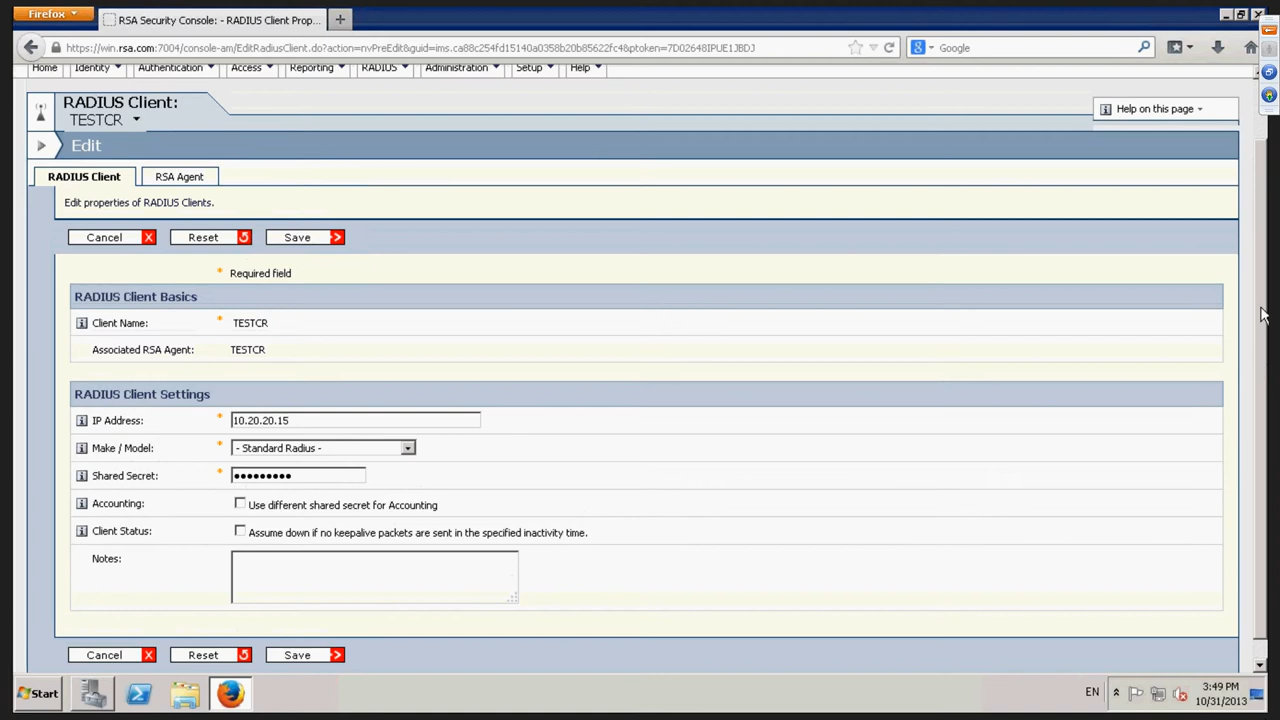 Firefox
RSA Security Console: - RADIUS Client Prop...
https://win.rsa.com:7004/console-am/EditRadiusClient.do?action=nvPreEdit&guid=ims.ca88c254fd15140a0358b20b85622fc4&ptoken=7D02648IPUE1JBDJ
Google
Home Identity Authentication Access Reporting RADIUS Administration Setup Help
RADIUS Client:
TESTCR
Help on this page
Edit
RADIUS Client RSA Agent
Edit properties of RADIUS Clients.
Cancel X Reset Save
* Required field
RADIUS Client Basics
Client Name: * TESTCR
Associated RSA Agent: TESTCR
RADIUS Client Settings
IP Address: * 10.20.20.15
Make / Model: * - Standard Radius -
Shared Secret: * •••••••••
Accounting: Use different shared secret for Accounting
Client Status: Assume down if no keepalive packets are sent in the specified inactivity time.
Notes:
Cancel X Reset Save
Start
EN
3:49 PM
10/31/2013